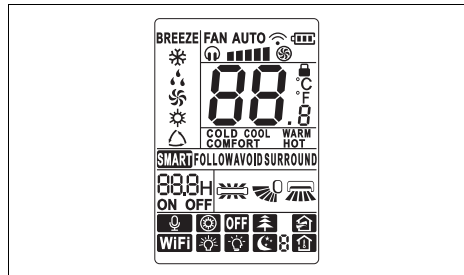 BREEZE FAN AUTO
88.8
°C
°F
COLD COOL WARM
COMFORT HOT
SMART FOLLOW AVOID SURROUND
88.8H
ON OFF
OFF
WiFi 8